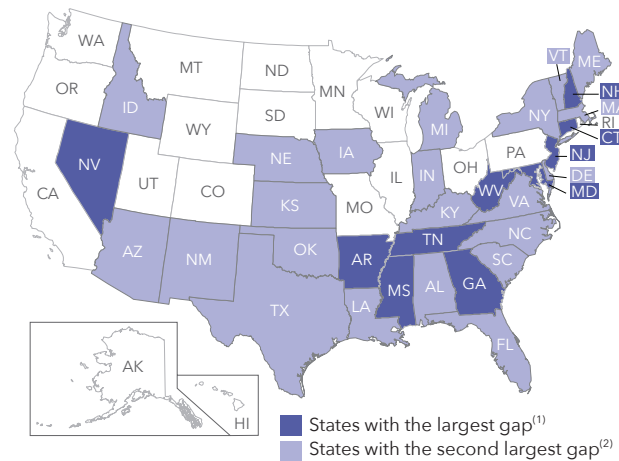 WA
VT
ME
MT
ND
MN
OR
NH
ID
WI
SD
NY
MA
MI
RI
WY
CT
IA
PA
NJ
NE
NV
OH
IN
IL
DE
UT
WV
MD
CO
CA
VA
KS
MO
KY
NC
TN
OK
AZ
NM
AR
SC
MS
AL
GA
LA
TX
FL
AK
HI
States with the largest gap(1)
States with the second largest gap(2)